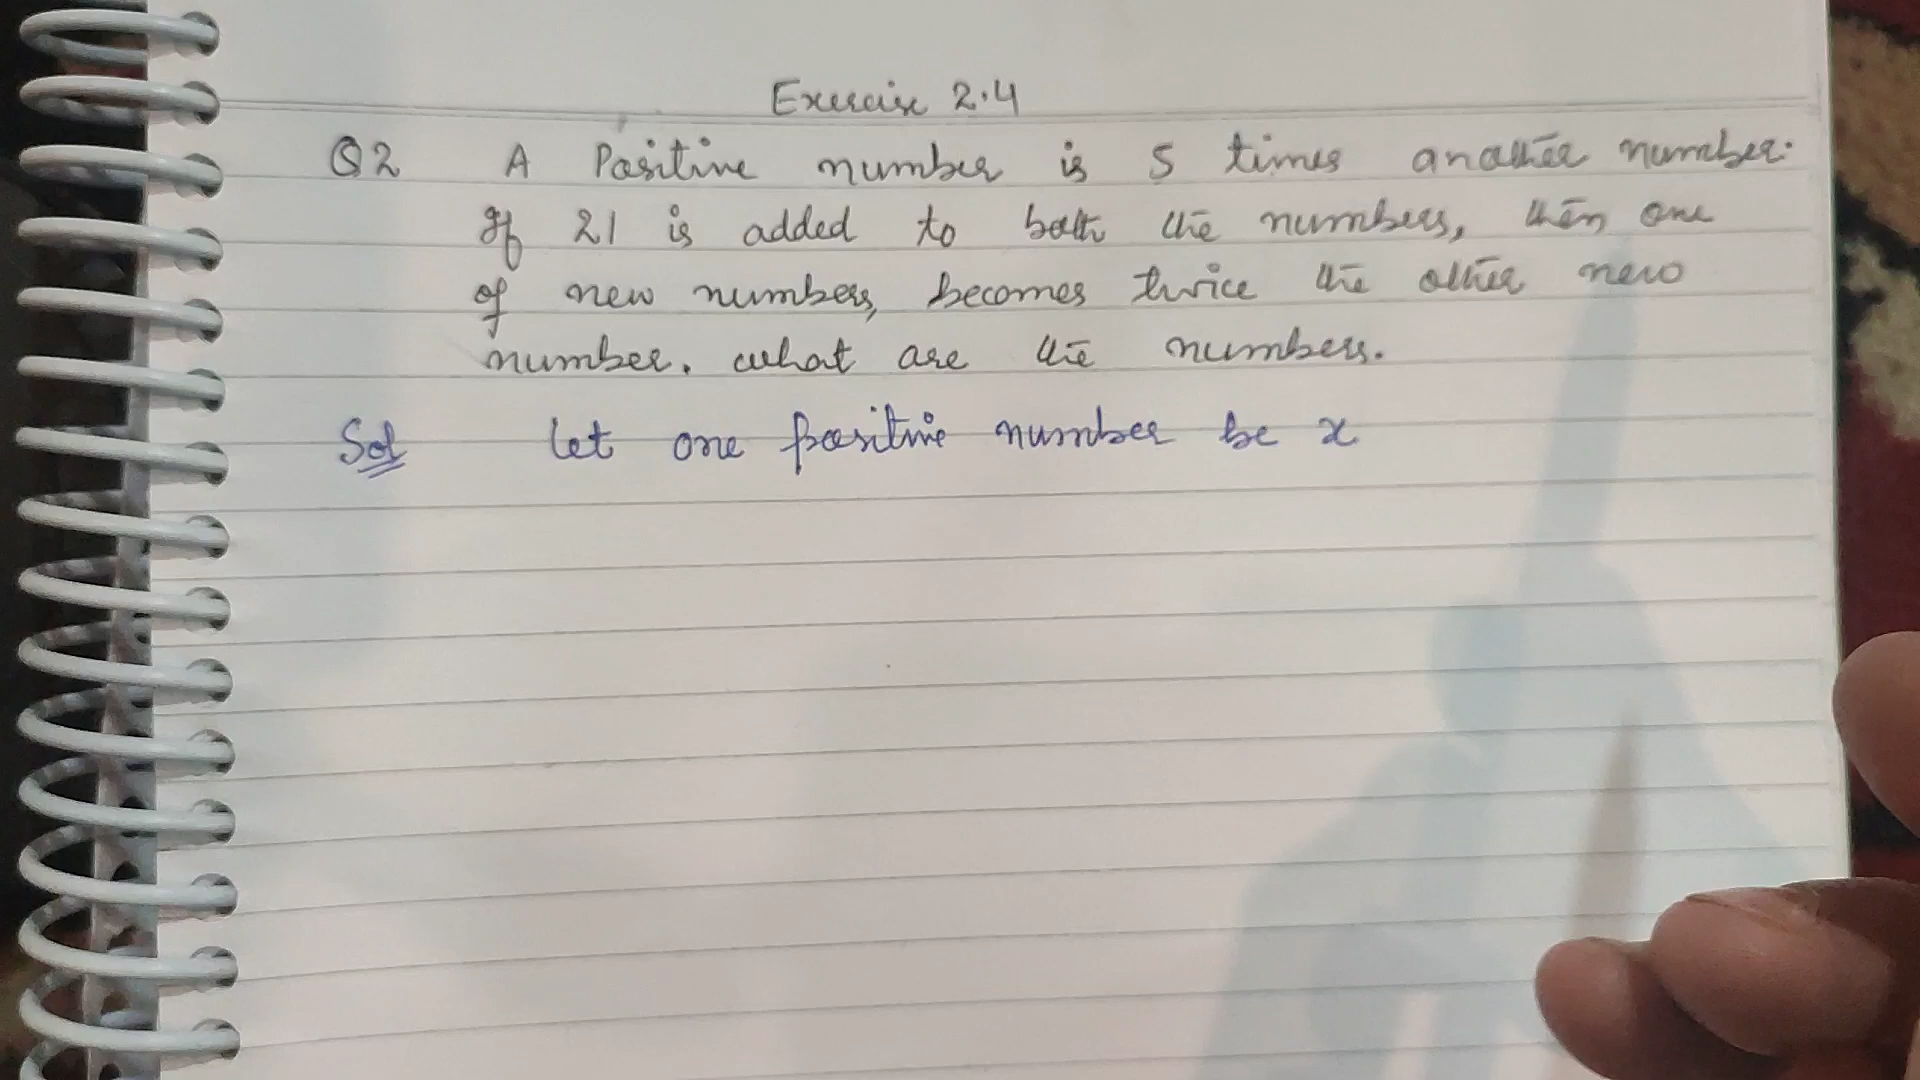 Exercise 2.4
Q2 A Positive number is 5 times another number.
If 21 is added to both the numbers, then one
of new numbers, becomes twice the other new
number. what are the numbers.
Sol let one positive number be x